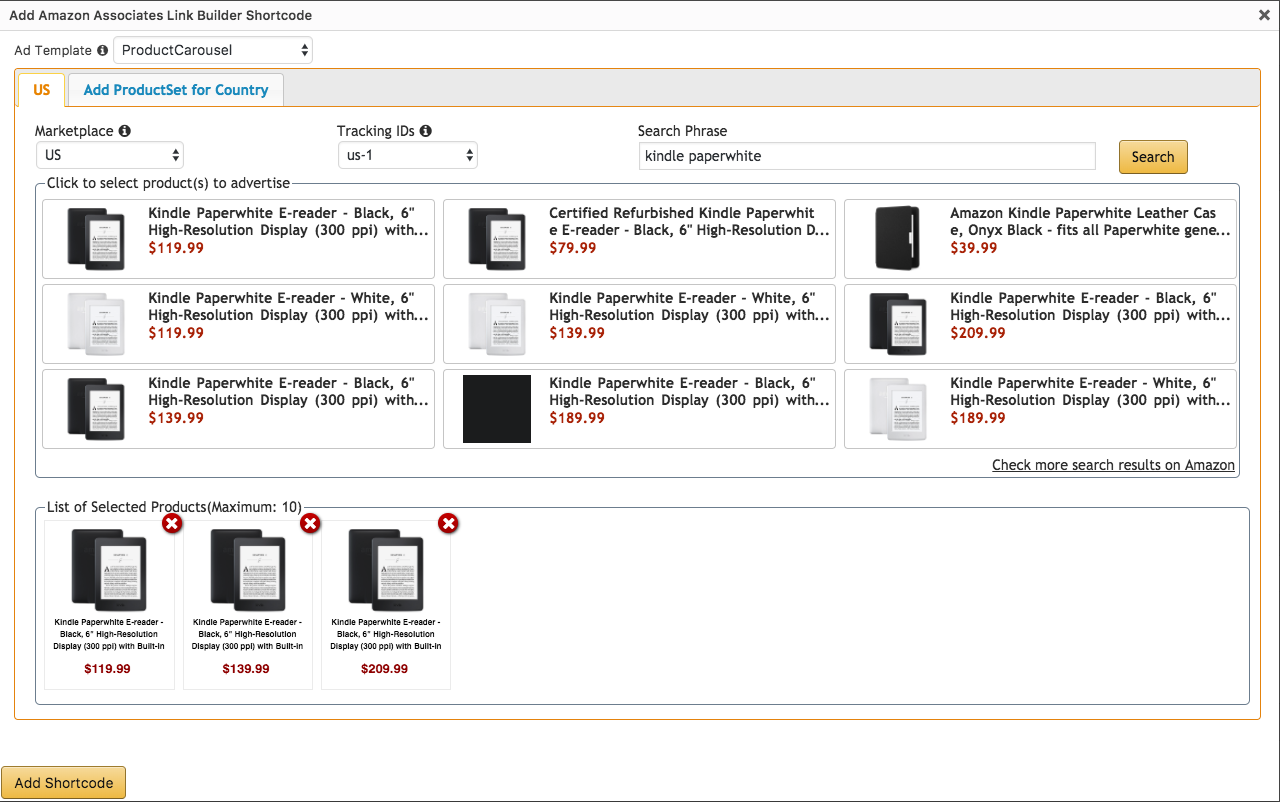 Add Amazon Associates Link Builder Shortcode
Ad Template
ProductCarousel
US
Add ProductSet for Country
Marketplace
Tracking IDs
Search Phrase
US
us-1
kindle paperwhite
Search
Click to select product(s) to advertise
Kindle Paperwhite E-reader - Black, 6"
High-Resolution Display (300 ppi) with...
$119.99
Certified Refurbished Kindle Paperwhit
e E-reader - Black, 6" High-Resolution D...
$79.99
Amazon Kindle Paperwhite Leather Cas
e, Onyx Black - fits all Paperwhite gene...
$39.99
Kindle Paperwhite E-reader - White, 6"
High-Resolution Display (300 ppi) with...
$119.99
Kindle Paperwhite E-reader - White, 6"
High-Resolution Display (300 ppi) with...
$139.99
Kindle Paperwhite E-reader - Black, 6"
High-Resolution Display (300 ppi) with...
$209.99
Kindle Paperwhite E-reader - Black, 6"
High-Resolution Display (300 ppi) with...
$139.99
Kindle Paperwhite E-reader - Black, 6"
High-Resolution Display (300 ppi) with...
$189.99
Kindle Paperwhite E-reader - White, 6"
High-Resolution Display (300 ppi) with...
$189.99
Check more search results on Amazon
List of Selected Products(Maximum: 10)
Kindle Paperwhite E-reader -
Black, 6" High-Resolution
Display (300 ppi) with Built-in
$119.99
Kindle Paperwhite E-reader -
Black, 6" High-Resolution
Display (300 ppi) with Built-in
$139.99
Kindle Paperwhite E-reader -
Black, 6" High-Resolution
Display (300 ppi) with Built-in
$209.99
Add Shortcode